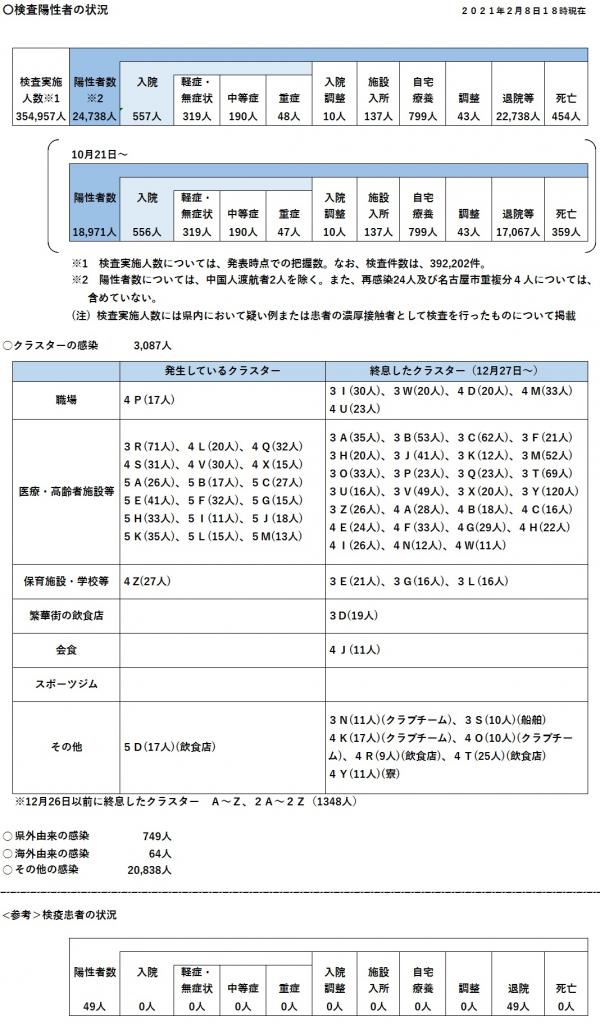 〇検査陽性者の状況
２０２１年２月８日１８時現在
検査実施人数※1 陽性者数※2 入院 軽症・無症状 中等症 重症 入院調整 施設入所 自宅療養 調整 退院等 死亡
354,957人 24,738人 557人 319人 190人 48人 10人 137人 799人 43人 22,738人 454人
10月21日～
陽性者数 入院 軽症・無症状 中等症 重症 入院調整 施設入所 自宅療養 調整 退院等 死亡
18,971人 556人 319人 190人 47人 10人 137人 799人 43人 17,067人 359人
※1　検査実施人数については、発表時点での把握数。なお、検査件数は、392,202件。
※2　陽性者数については、中国人渡航者2人を除く。また、再感染24人及び名古屋市重複分４人については、
含めていない。
（注）検査実施人数には県内において疑い例または患者の濃厚接触者として検査を行ったものについて掲載
○クラスターの感染　3,087人
発生しているクラスター 終息したクラスター（12月27日～）
職場 ４Ｐ(17人) ３Ｉ(30人)、３Ｗ(20人)、４Ｄ(20人)、４Ｍ(33人)
４Ｕ(23人)
医療・高齢者施設等
３Ｒ(71人)、４Ｌ(20人)、４Ｑ(32人)
４Ｓ(31人)、４Ｖ(30人)、４Ｘ(15人)
５Ａ(26人)、５Ｂ(17人)、５Ｃ(27人)
５Ｅ(41人)、５Ｆ(32人)、５Ｇ(15人)
５Ｈ(33人)、５Ｉ(11人)、５Ｊ(18人)
５Ｋ(35人)、５Ｌ(15人)、５Ｍ(13人)
３Ａ(35人)、３Ｂ(53人)、３Ｃ(62人)、３Ｆ(21人)
３Ｈ(20人)、３Ｊ(41人)、３Ｋ(12人)、３Ｍ(52人)
３Ｏ(33人)、３Ｐ(23人)、３Ｑ(23人)、３Ｔ(69人)
３Ｕ(16人)、３Ｖ(49人)、３Ｘ(20人)、３Ｙ(120人)
３Ｚ(26人)、４Ａ(28人)、４Ｂ(18人)、４Ｃ(16人)
４Ｅ(24人)、４Ｆ(33人)、４Ｇ(29人)、４Ｈ(22人)
４Ｉ(26人)、４Ｎ(12人)、４Ｗ(11人)
保育施設・学校等 ４Ｚ(27人) ３Ｅ(21人)、３Ｇ(16人)、３Ｌ(16人)
繁華街の飲食店 ３Ｄ(19人)
会食 ４Ｊ(11人)
スポーツジム
その他 ５Ｄ(17人)(飲食店)
３Ｎ(11人)(クラブチーム)、３Ｓ(10人)(船舶)
４Ｋ(17人)(クラブチーム)、４Ｏ(10人)(クラブチー
ム)、４Ｒ(9人)(飲食店)、４Ｔ(25人)(飲食店)
４Ｙ(11人)(寮)
※12月26日以前に終息したクラスター　Ａ～Ｚ、２Ａ～２Ｚ（1348人）
○県外由来の感染　749人
○海外由来の感染　64人
○その他の感染　20,838人
<参考>検疫患者の状況
陽性者数 入院 軽症・無症状 中等症 重症 入院調整 施設入所 自宅療養 調整 退院 死亡
49人 0人 0人 0人 0人 0人 0人 0人 0人 49人 0人